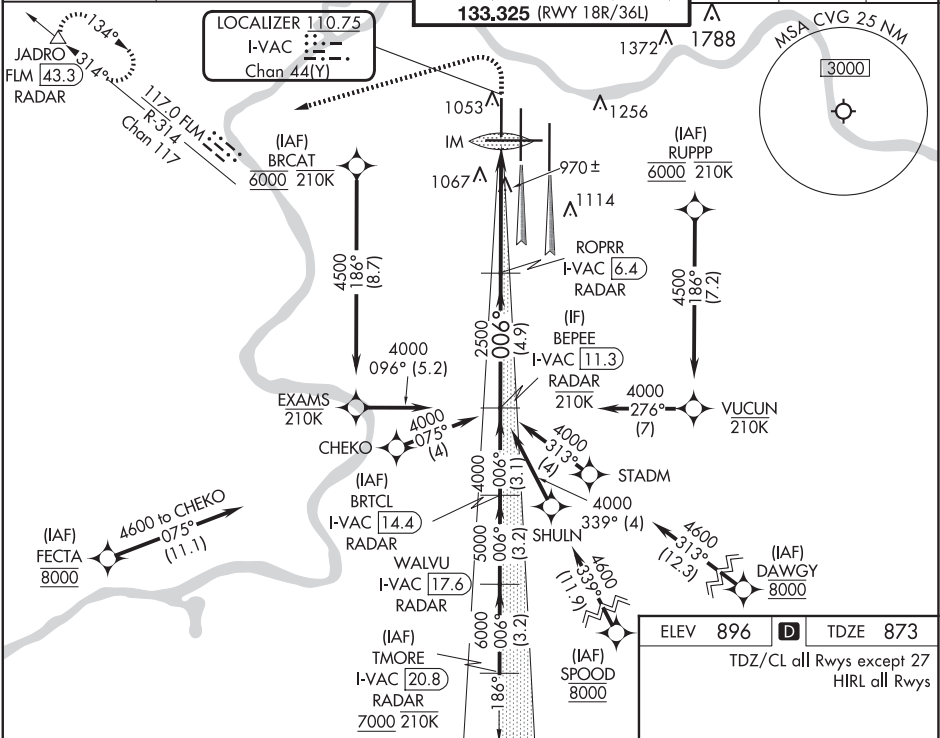 133.325 (RWY 18R/36L)
LOCALIZER 110.75
I-VAC
Chan 44(Y)
134°
314°
JADRO
FLM 43.3
RADAR
117.0 FLM
R-314
Chan 117
1372
1788
MSA CVG 25 NM
3000
1053
1256
IM
1067
970 ±
1114
(IAF)
BRCAT
6000 210K
(IAF)
RUPPP
6000 210K
4500
186°
(8.7)
4500
186°
(7.2)
ROPRR
I-VAC 6.4
RADAR
2500
006°
(4.9)
(IF)
BEPEE
I-VAC 11.3
RADAR
210K
4000
096° (5.2)
EXAMS
210K
4000
276°
(7)
VUCUN
210K
CHEKO
4000
075°
(4)
4000
313°
(4)
STADM
4000
006°
(3.1)
4000
339° (4)
SHULN
(IAF)
BRTCL
I-VAC 14.4
RADAR
5000
006°
(3.2)
4600 to CHEKO
075°
(11.1)
(IAF)
FECTA
8000
WALVU
I-VAC 17.6
RADAR
4600
339°
(11.9)
4600
313°
(12.3)
(IAF)
DAWGY
8000
6000
006°
(3.2)
(IAF)
TMORE
I-VAC 20.8
RADAR
7000 210K
186°
(IAF)
SPOOD
8000
ELEV 896 D TDZE 873
TDZ/CL all Rwys except 27
HIRL all Rwys